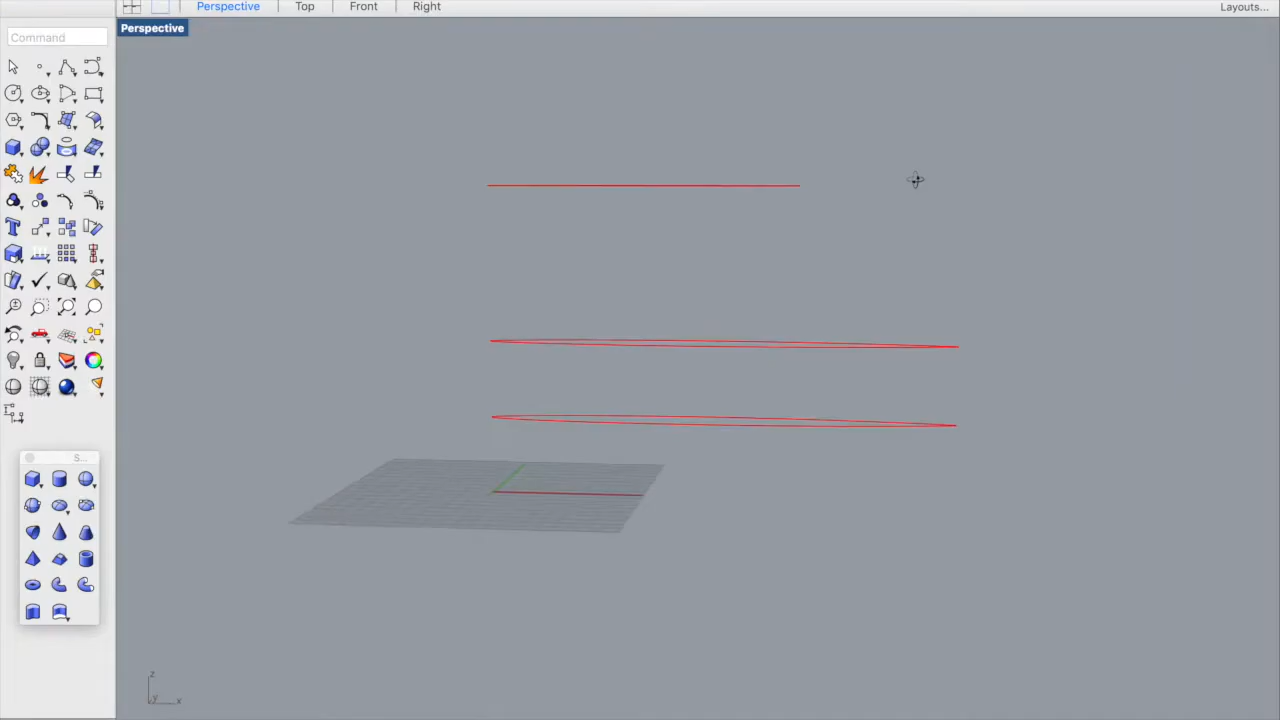 Perspective
Top
Front
Right
Layouts...
Perspective
Command
S...
z
y
x